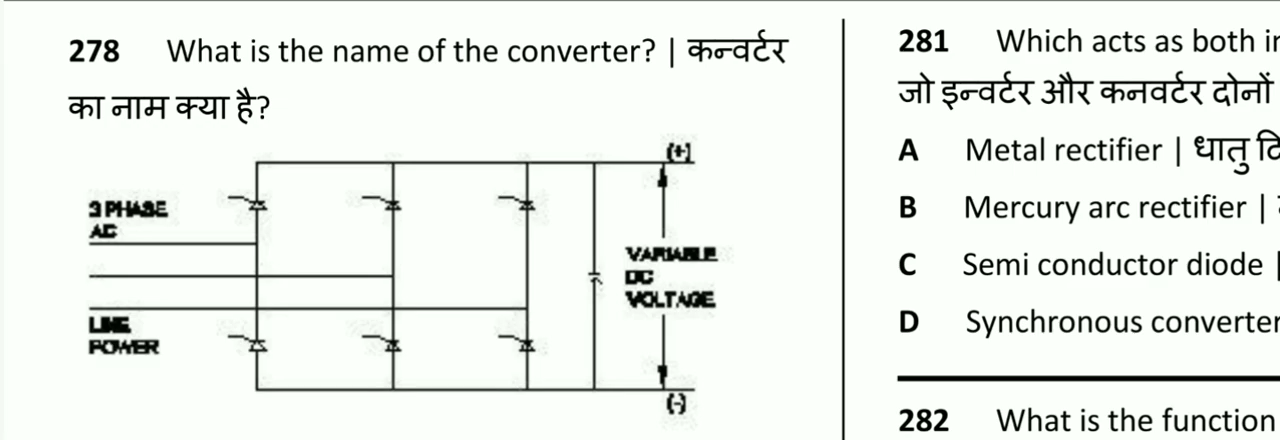 278 What is the name of the converter? | कन्वर्टर
का नाम क्या है?
(+)
3 PHASE
AC
VARIABLE
DC
VOLTAGE
LINE
POWER
(-)
281 Which acts as both
जो इन्वर्टर और कनवर्टर दोनों
A Metal rectifier | धातु
B Mercury arc rectifier |
C Semi conductor diode |
D Synchronous converter
282 What is the function